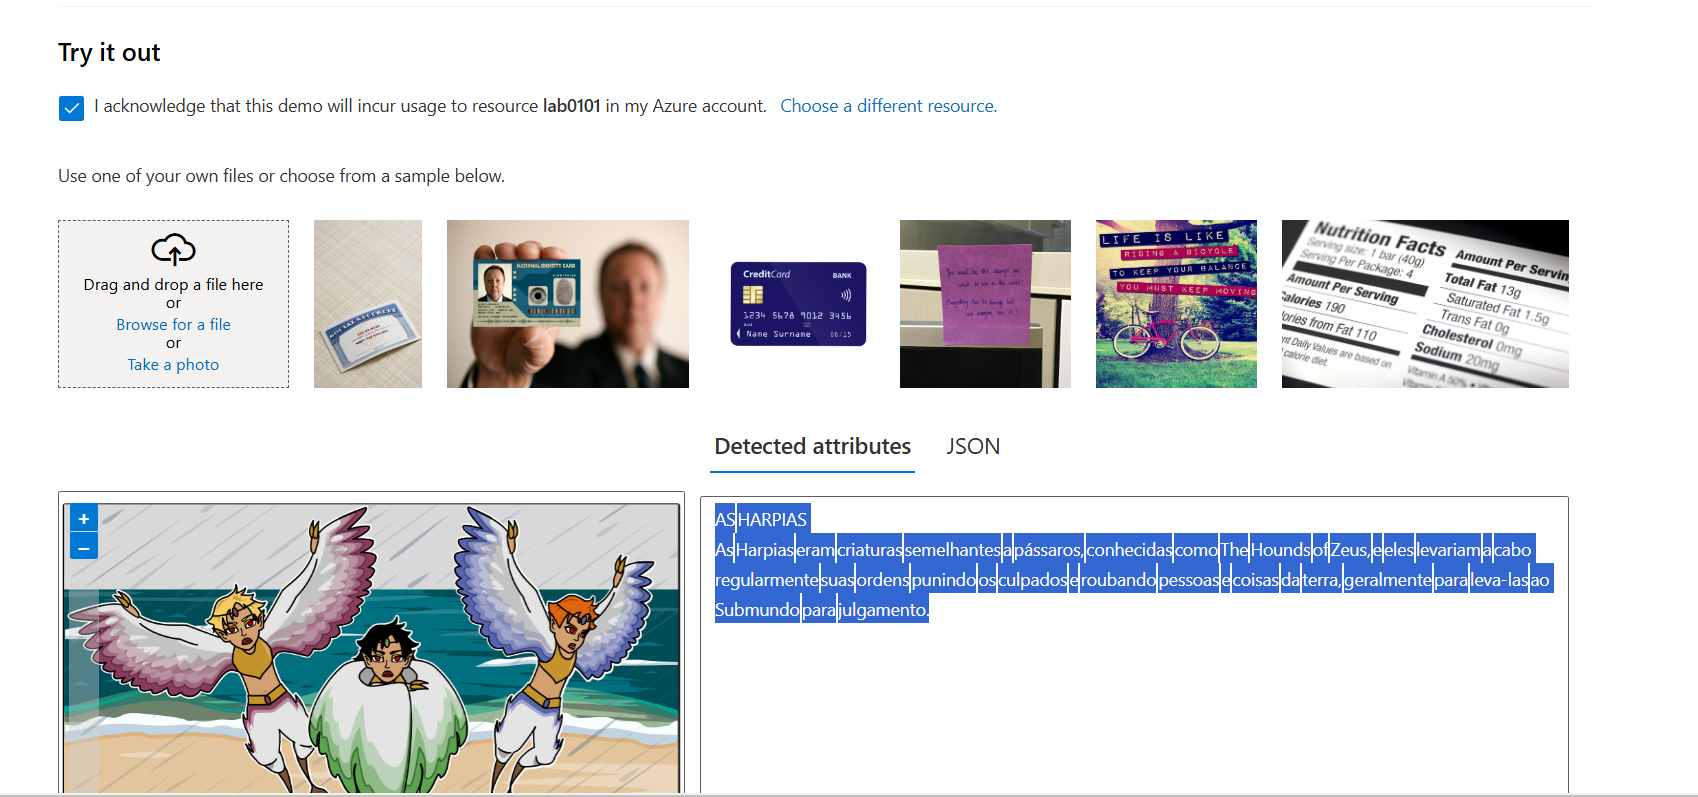 Try it out
I acknowledge that this demo will incur usage to resource lab0101 in my Azure account. Choose a different resource.
Use one of your own files or choose from a sample below.
Drag and drop a file here
or
Browse for a file
or
Take a photo
NATIONAL IDENTITY CARD
CreditCard BANK
1234 5678 9012 3456
Name Surname 06/15
LIFE IS LIKE
RIDING A BICYCLE
TO KEEP YOUR BALANCE
YOU MUST KEEP MOVING
Nutrition Facts
Serving size: 1 bar (40g)
Serving Per Package: 4
Amount Per Serving
alories 190
ories from Fat 110
nt Daily Values are based on
calorie diet.
Amount Per Servin
Total Fat 13g
Saturated Fat 1.5g
Trans Fat 0g
Cholesterol 0mg
Sodium 20mg
Vitamin A 50%
Detected attributes JSON
+
−
AS HARPIAS
As Harpias eram criaturas semelhantes a pássaros, conhecidas como The Hounds of Zeus, e eles levariam a cabo
regularmente suas ordens punindo os culpados e roubando pessoas e coisas da terra, geralmente para leva-las ao
Submundo para julgamento.